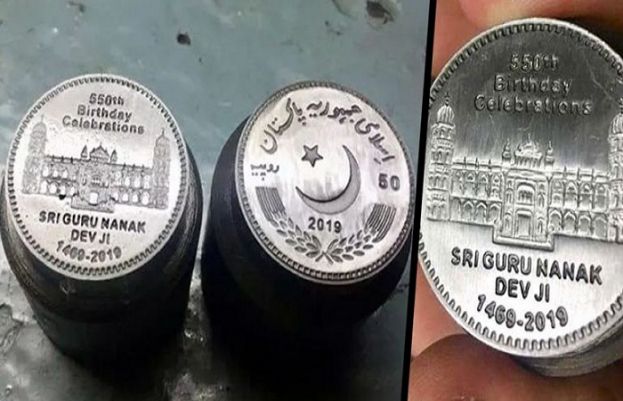 550th
Birthday
Celebrations
SRI GURU NANAK
DEV JI
1469-2019
اسلامی جمہوریہ پاکستان
روپیہ
50
2019
550th
Birthday
Celebrations
SRI GURU NANAK
DEV JI
1469-2019